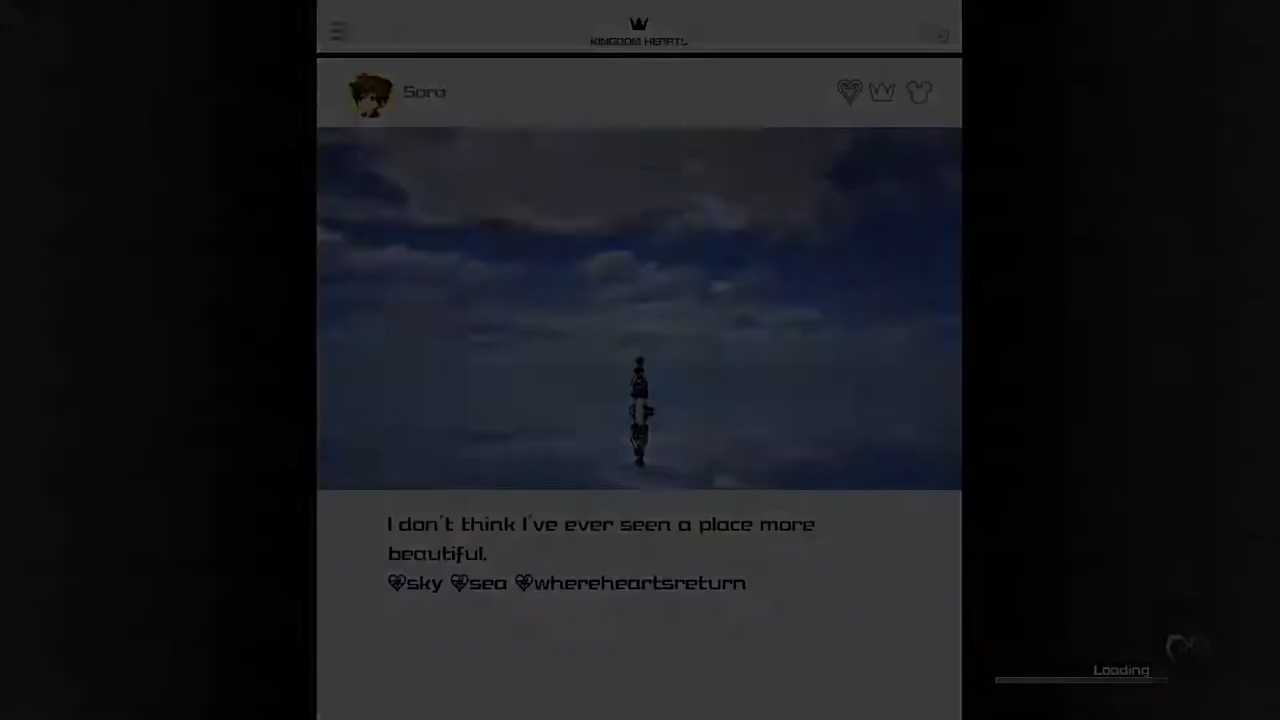 KINGDOM HEARTS
Sora
I don't think I've ever seen a place more
beautiful.
sky sea whereheartsreturn
Loading